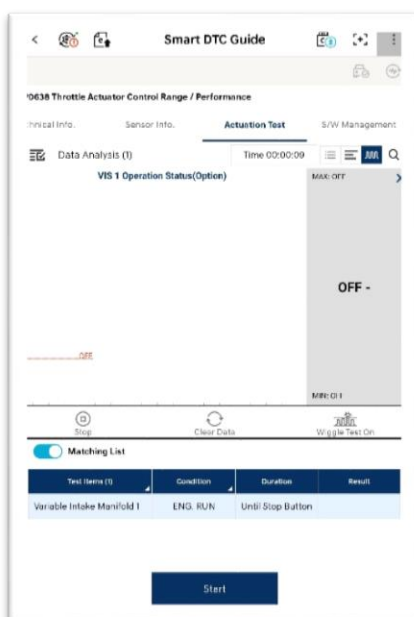 Smart DTC Guide
P0638 Throttle Actuator Control Range / Performance
hnical Info. Sensor Info. Actuation Test S/W Management
Data Analysis (1) Time 00:00:09
VIS 1 Operation Status(Option) MAX: OFF
OFF -
OFF
MIN: OFF
Stop Clear Data Wiggle Test On
Matching List
Test Items (1) Condition Duration Result
Variable Intake Manifold 1 ENG. RUN Until Stop Button
Start